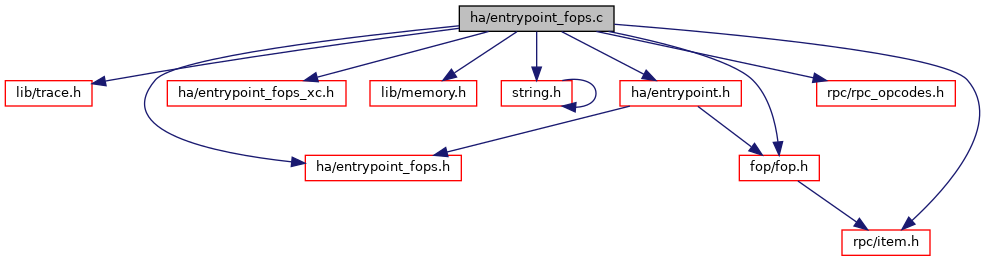 ha/entrypoint_fops.c
lib/trace.h
ha/entrypoint_fops_xc.h
lib/memory.h
string.h
ha/entrypoint.h
rpc/rpc_opcodes.h
ha/entrypoint_fops.h
fop/fop.h
rpc/item.h